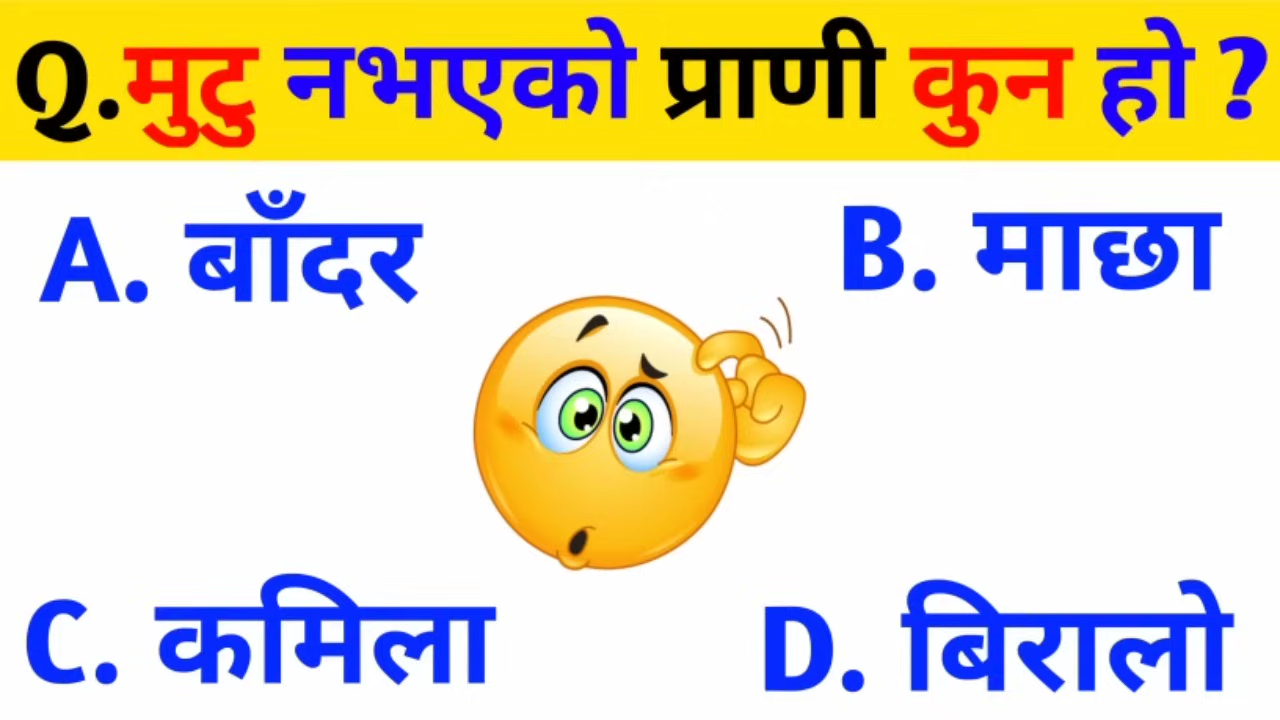 Q.मुटु नभएको प्राणी कुन हो ?
A. बाँदर
B. माछा
C. कमिला
D. बिरालो